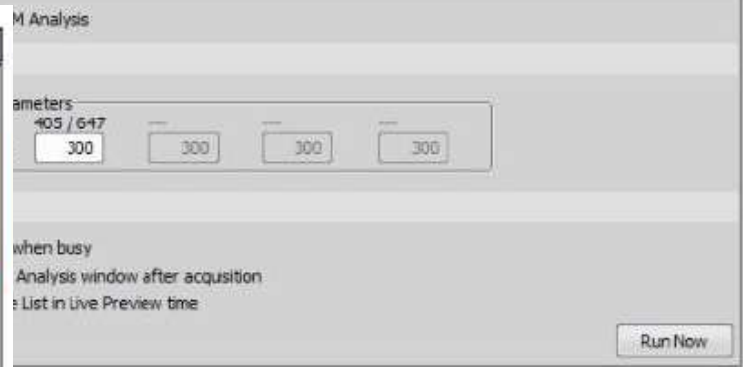 M Analysis
ameters
405 / 647 --- --- ---
300 300 300 300
when busy
Analysis window after acqusition
e List in Live Preview time
Run Now